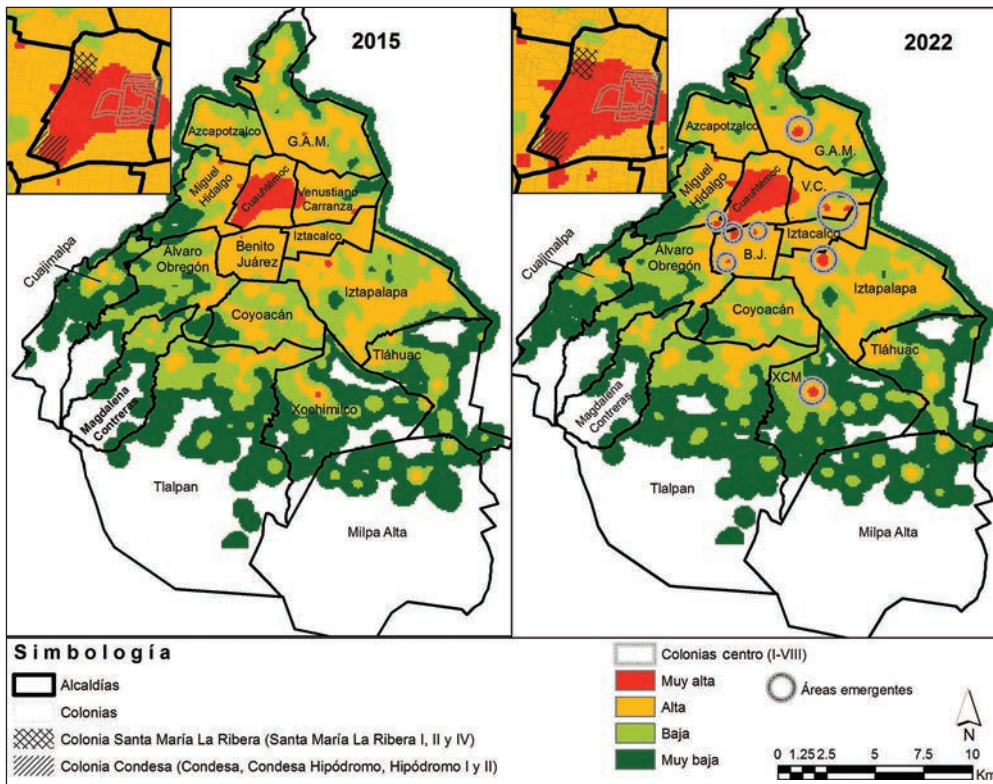 2015
Azcapotzalco
G.A.M.
Miguel
Hidalgo
Cuauhtémoc
Venustiano
Carranza
Iztacalco
Cuajimalpa
Álvaro
Obregón
Benito
Juárez
Iztapalapa
Coyoacán
Tláhuac
Magdalena
Contreras
Xochimilco
Tlalpan
Milpa Alta
2022
Azcapotzalco
G.A.M.
Miguel
Hidalgo
Cuauhtémoc
V.C.
Iztacalco
Cuajimalpa
Álvaro
Obregón
B.J.
Iztapalapa
Coyoacán
Tláhuac
XCM
Magdalena
Contreras
Tlalpan
Milpa Alta
Simbología
Alcaldías
Colonias
Colonia Santa María La Ribera (Santa María La Ribera I, II y IV)
Colonia Condesa (Condesa, Condesa Hipódromo, Hipódromo I y II)
Colonias centro (I-VIII)
Muy alta
Alta
Baja
Muy baja
Áreas emergentes
N
0 1.25 2.5 5 7.5 10
Km